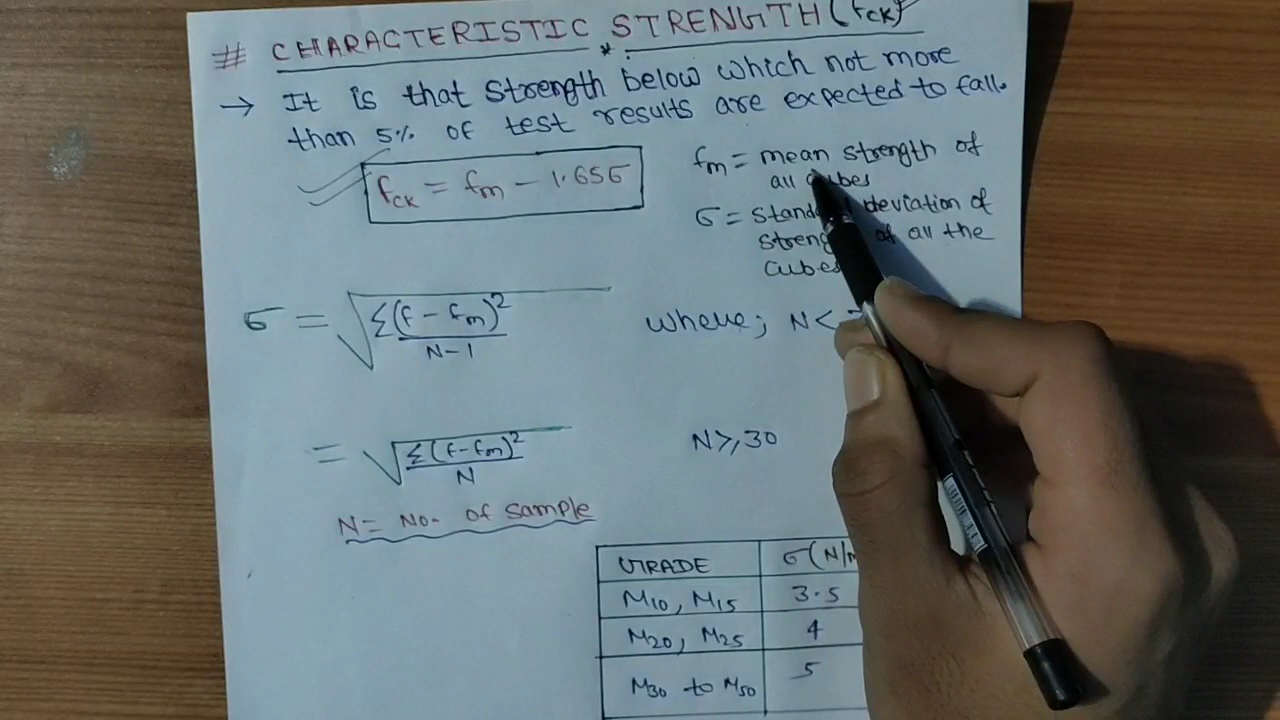 # CHARACTERISTIC STRENGTH (fck)
*
→ It is that strength below which not more
than 5% of test results are expected to fall.
fck = fm - 1.65σ
fm = mean strength of
all cubes
σ = deviation of
of all the
cubes
σ = √Σ(f - fm)²
N-1
where; N <
= √Σ(f-fm)²
N
N≥30
N = No. of sample
GRADE σ(N/
M10, M15 3.5
M20, M25 4
M30 to M50 5